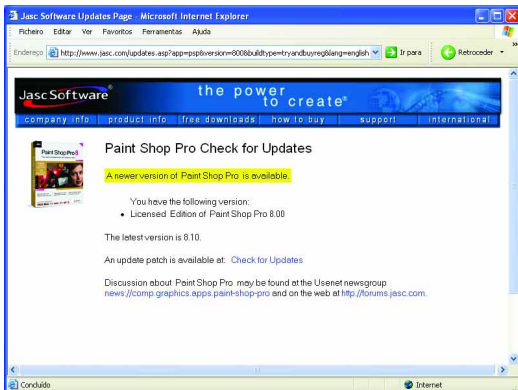 Jasc Software Updates Page - Microsoft Internet Explorer
Ficheiro Editar Ver Favoritos Ferramentas Ajuda
Endereço http://www.jasc.com/updates.asp?app=psp&version=800&buildtype=tryandbuyreg&lang=english Ir para Retroceder
Jasc Software® the power to create®
company info product info free downloads how to buy support international
Paint Shop Pro 8
Paint Shop Pro Check for Updates
A newer version of Paint Shop Pro is available.
You have the following version:
• Licensed Edition of Paint Shop Pro 8.00
The latest version is 8.10.
An update patch is available at: Check for Updates
Discussion about Paint Shop Pro may be found at the Usenet newsgroup
news://comp.graphics.apps.paint-shop-pro and on the web at http://forums.jasc.com.
Concluído Internet